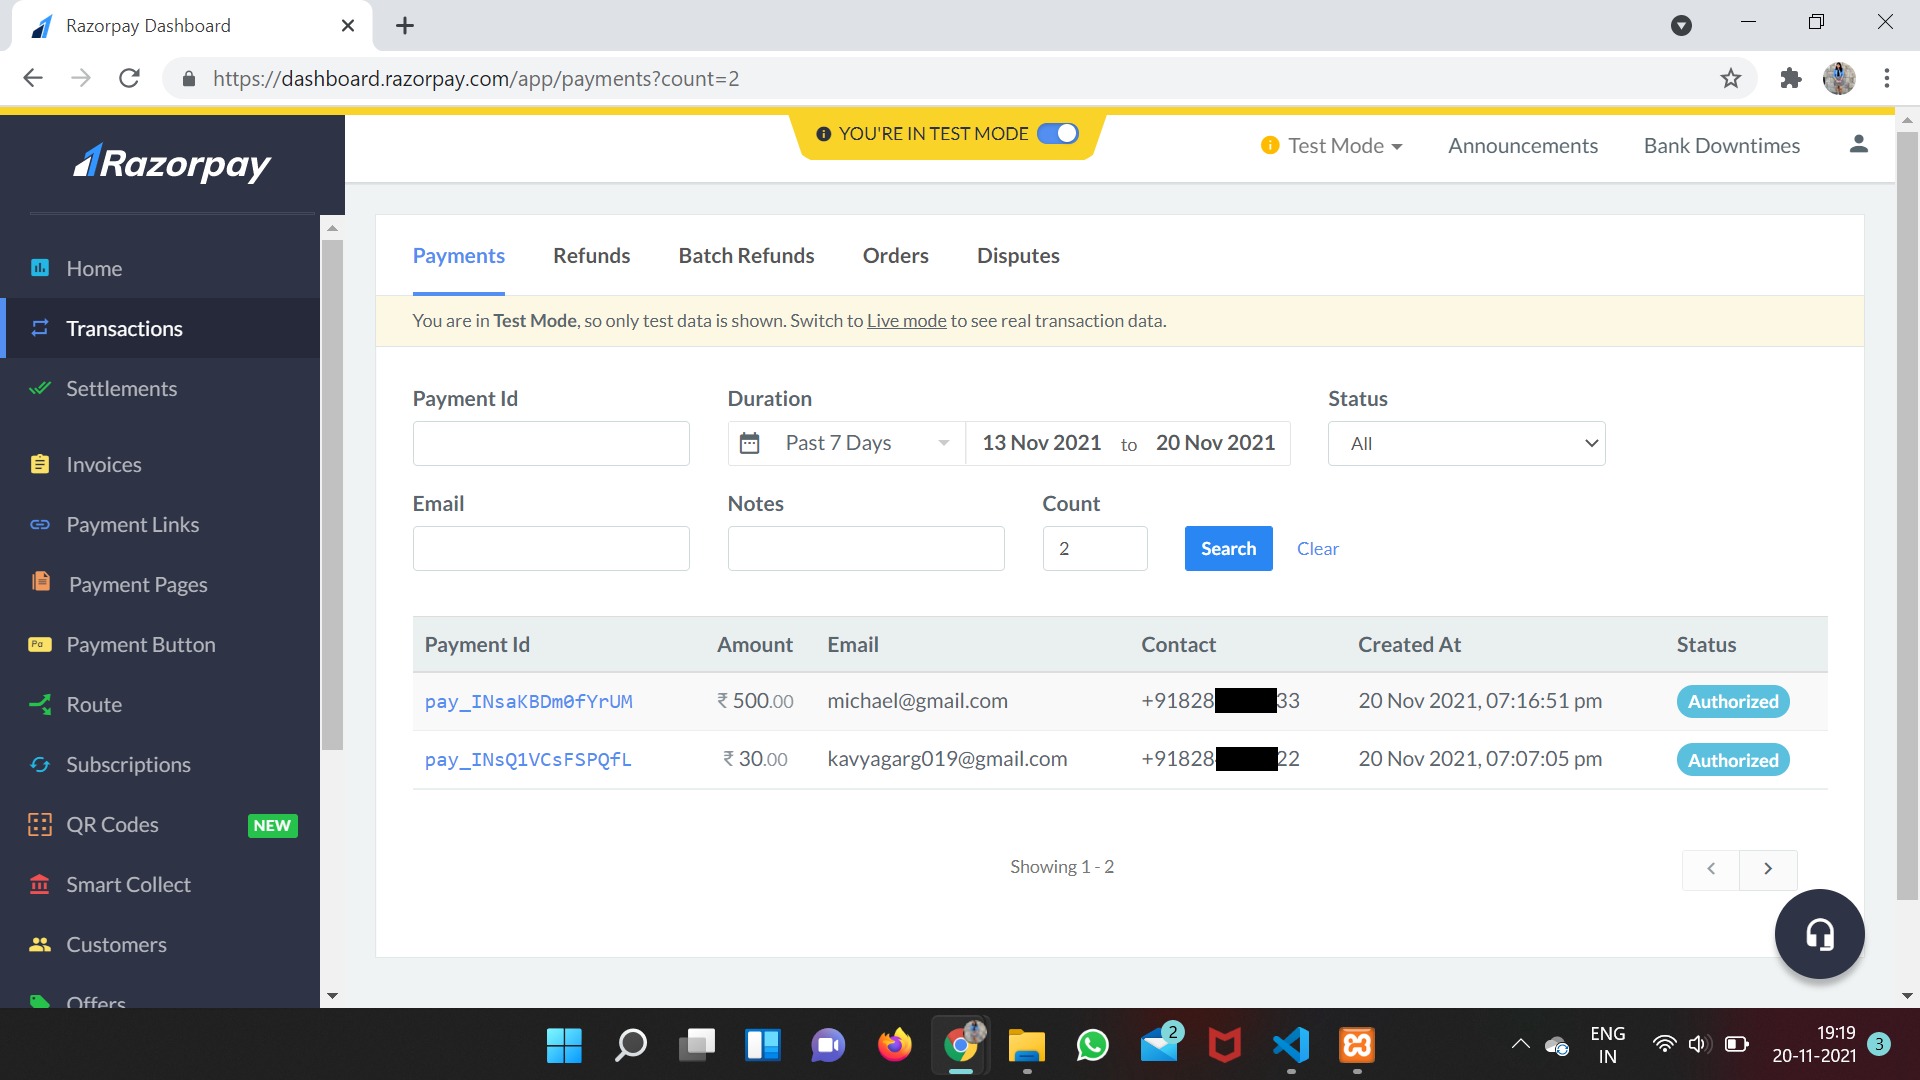 Razorpay Dashboard
https://dashboard.razorpay.com/app/payments?count=2
YOU'RE IN TEST MODE
Test Mode
Announcements
Bank Downtimes
Razorpay
Home
Transactions
Settlements
Invoices
Payment Links
Payment Pages
Pa
Payment Button
Route
Subscriptions
QR Codes
NEW
Smart Collect
Customers
Offers
Payments Refunds Batch Refunds Orders Disputes
You are in Test Mode, so only test data is shown. Switch to Live mode to see real transaction data.
Payment Id Duration Status
Past 7 Days 13 Nov 2021 to 20 Nov 2021 All
Email Notes Count
2 Search Clear
Payment Id Amount Email Contact Created At Status
pay_INsaKBDm0fYrUM ₹ 500.00 michael@gmail.com +91828 33 20 Nov 2021, 07:16:51 pm Authorized
pay_INsQ1VCsFSPQfL ₹ 30.00 kavyagarg019@gmail.com +91828 22 20 Nov 2021, 07:07:05 pm Authorized
Showing 1 - 2
2
ENG
IN
19:19
20-11-2021
3